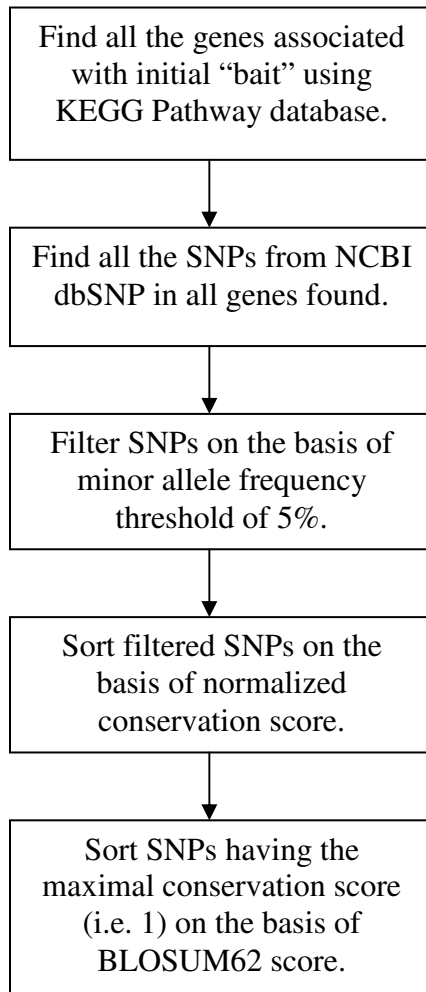 Find all the genes associated
with initial “bait” using
KEGG Pathway database.
Find all the SNPs from NCBI
dbSNP in all genes found.
Filter SNPs on the basis of
minor allele frequency
threshold of 5%.
Sort filtered SNPs on the
basis of normalized
conservation score.
Sort SNPs having the
maximal conservation score
(i.e. 1) on the basis of
BLOSUM62 score.